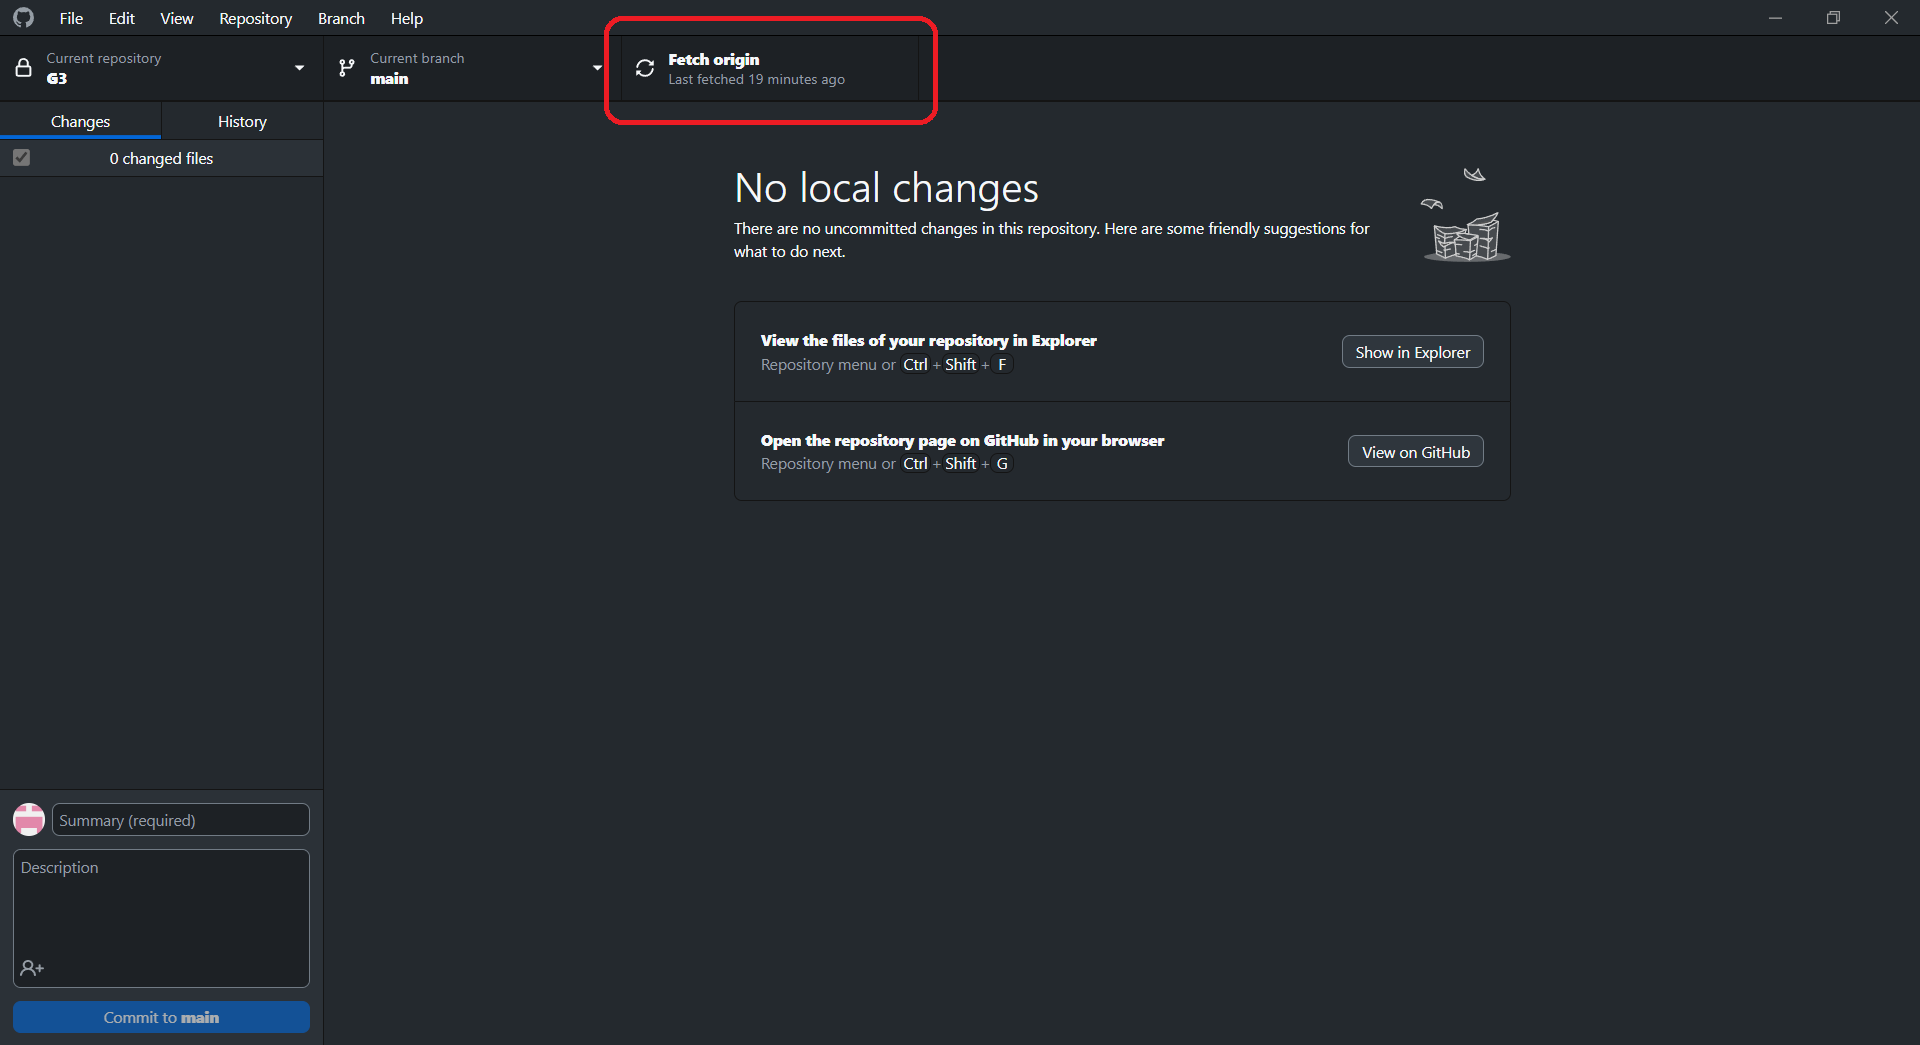 File Edit View Repository Branch Help
Current repository
G3
Current branch
main
Fetch origin
Last fetched 19 minutes ago
Changes
History
0 changed files
No local changes
There are no uncommitted changes in this repository. Here are some friendly suggestions for
what to do next.
View the files of your repository in Explorer
Repository menu or Ctrl + Shift + F
Show in Explorer
Open the repository page on GitHub in your browser
Repository menu or Ctrl + Shift + G
View on GitHub
Summary (required)
Description
Commit to main